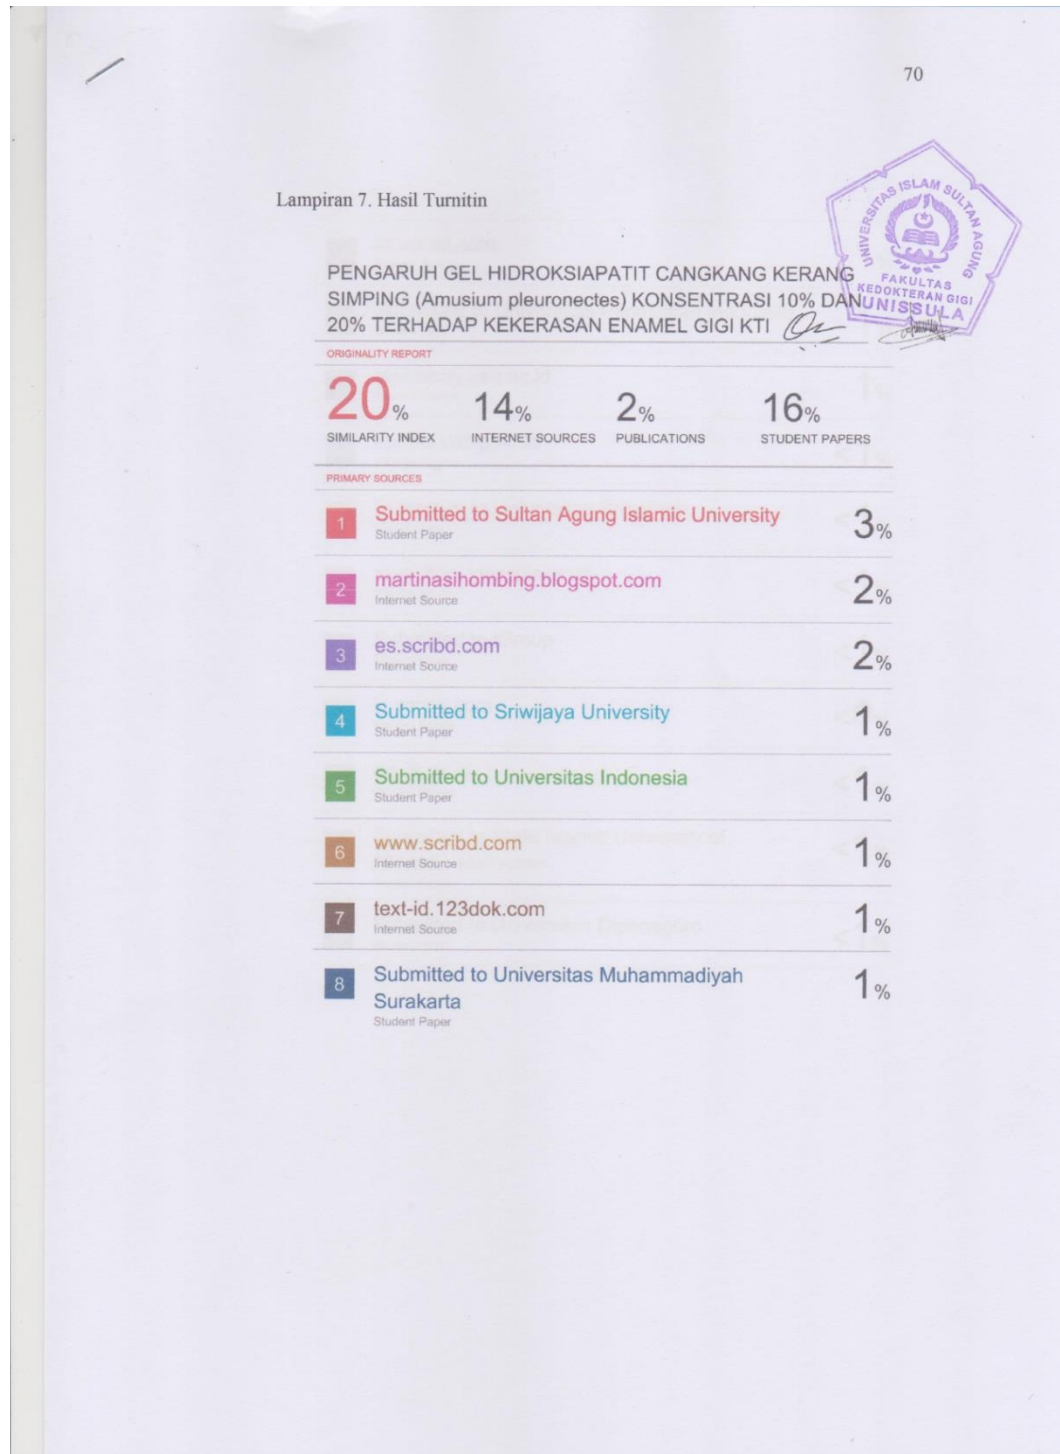 70
Lampiran 7. Hasil Turnitin
UNIVERSITAS ISLAM SULTAN AGUNG
FAKULTAS
KEDOKTERAN GIGI
UNISSULA
PENGARUH GEL HIDROKSIAPATIT CANGKANG KERANG
SIMPING (Amusium pleuronectes) KONSENTRASI 10% DAN
20% TERHADAP KEKERASAN ENAMEL GIGI KTI
ORIGINALITY REPORT
20% 14% 2% 16%
SIMILARITY INDEX INTERNET SOURCES PUBLICATIONS STUDENT PAPERS
PRIMARY SOURCES
1 Submitted to Sultan Agung Islamic University 3%
Student Paper
2 martinasihombing.blogspot.com 2%
Internet Source
3 es.scribd.com 2%
Internet Source
4 Submitted to Sriwijaya University 1%
Student Paper
5 Submitted to Universitas Indonesia 1%
Student Paper
6 www.scribd.com 1%
Internet Source
7 text-id.123dok.com 1%
Internet Source
8 Submitted to Universitas Muhammadiyah 1%
Surakarta
Student Paper